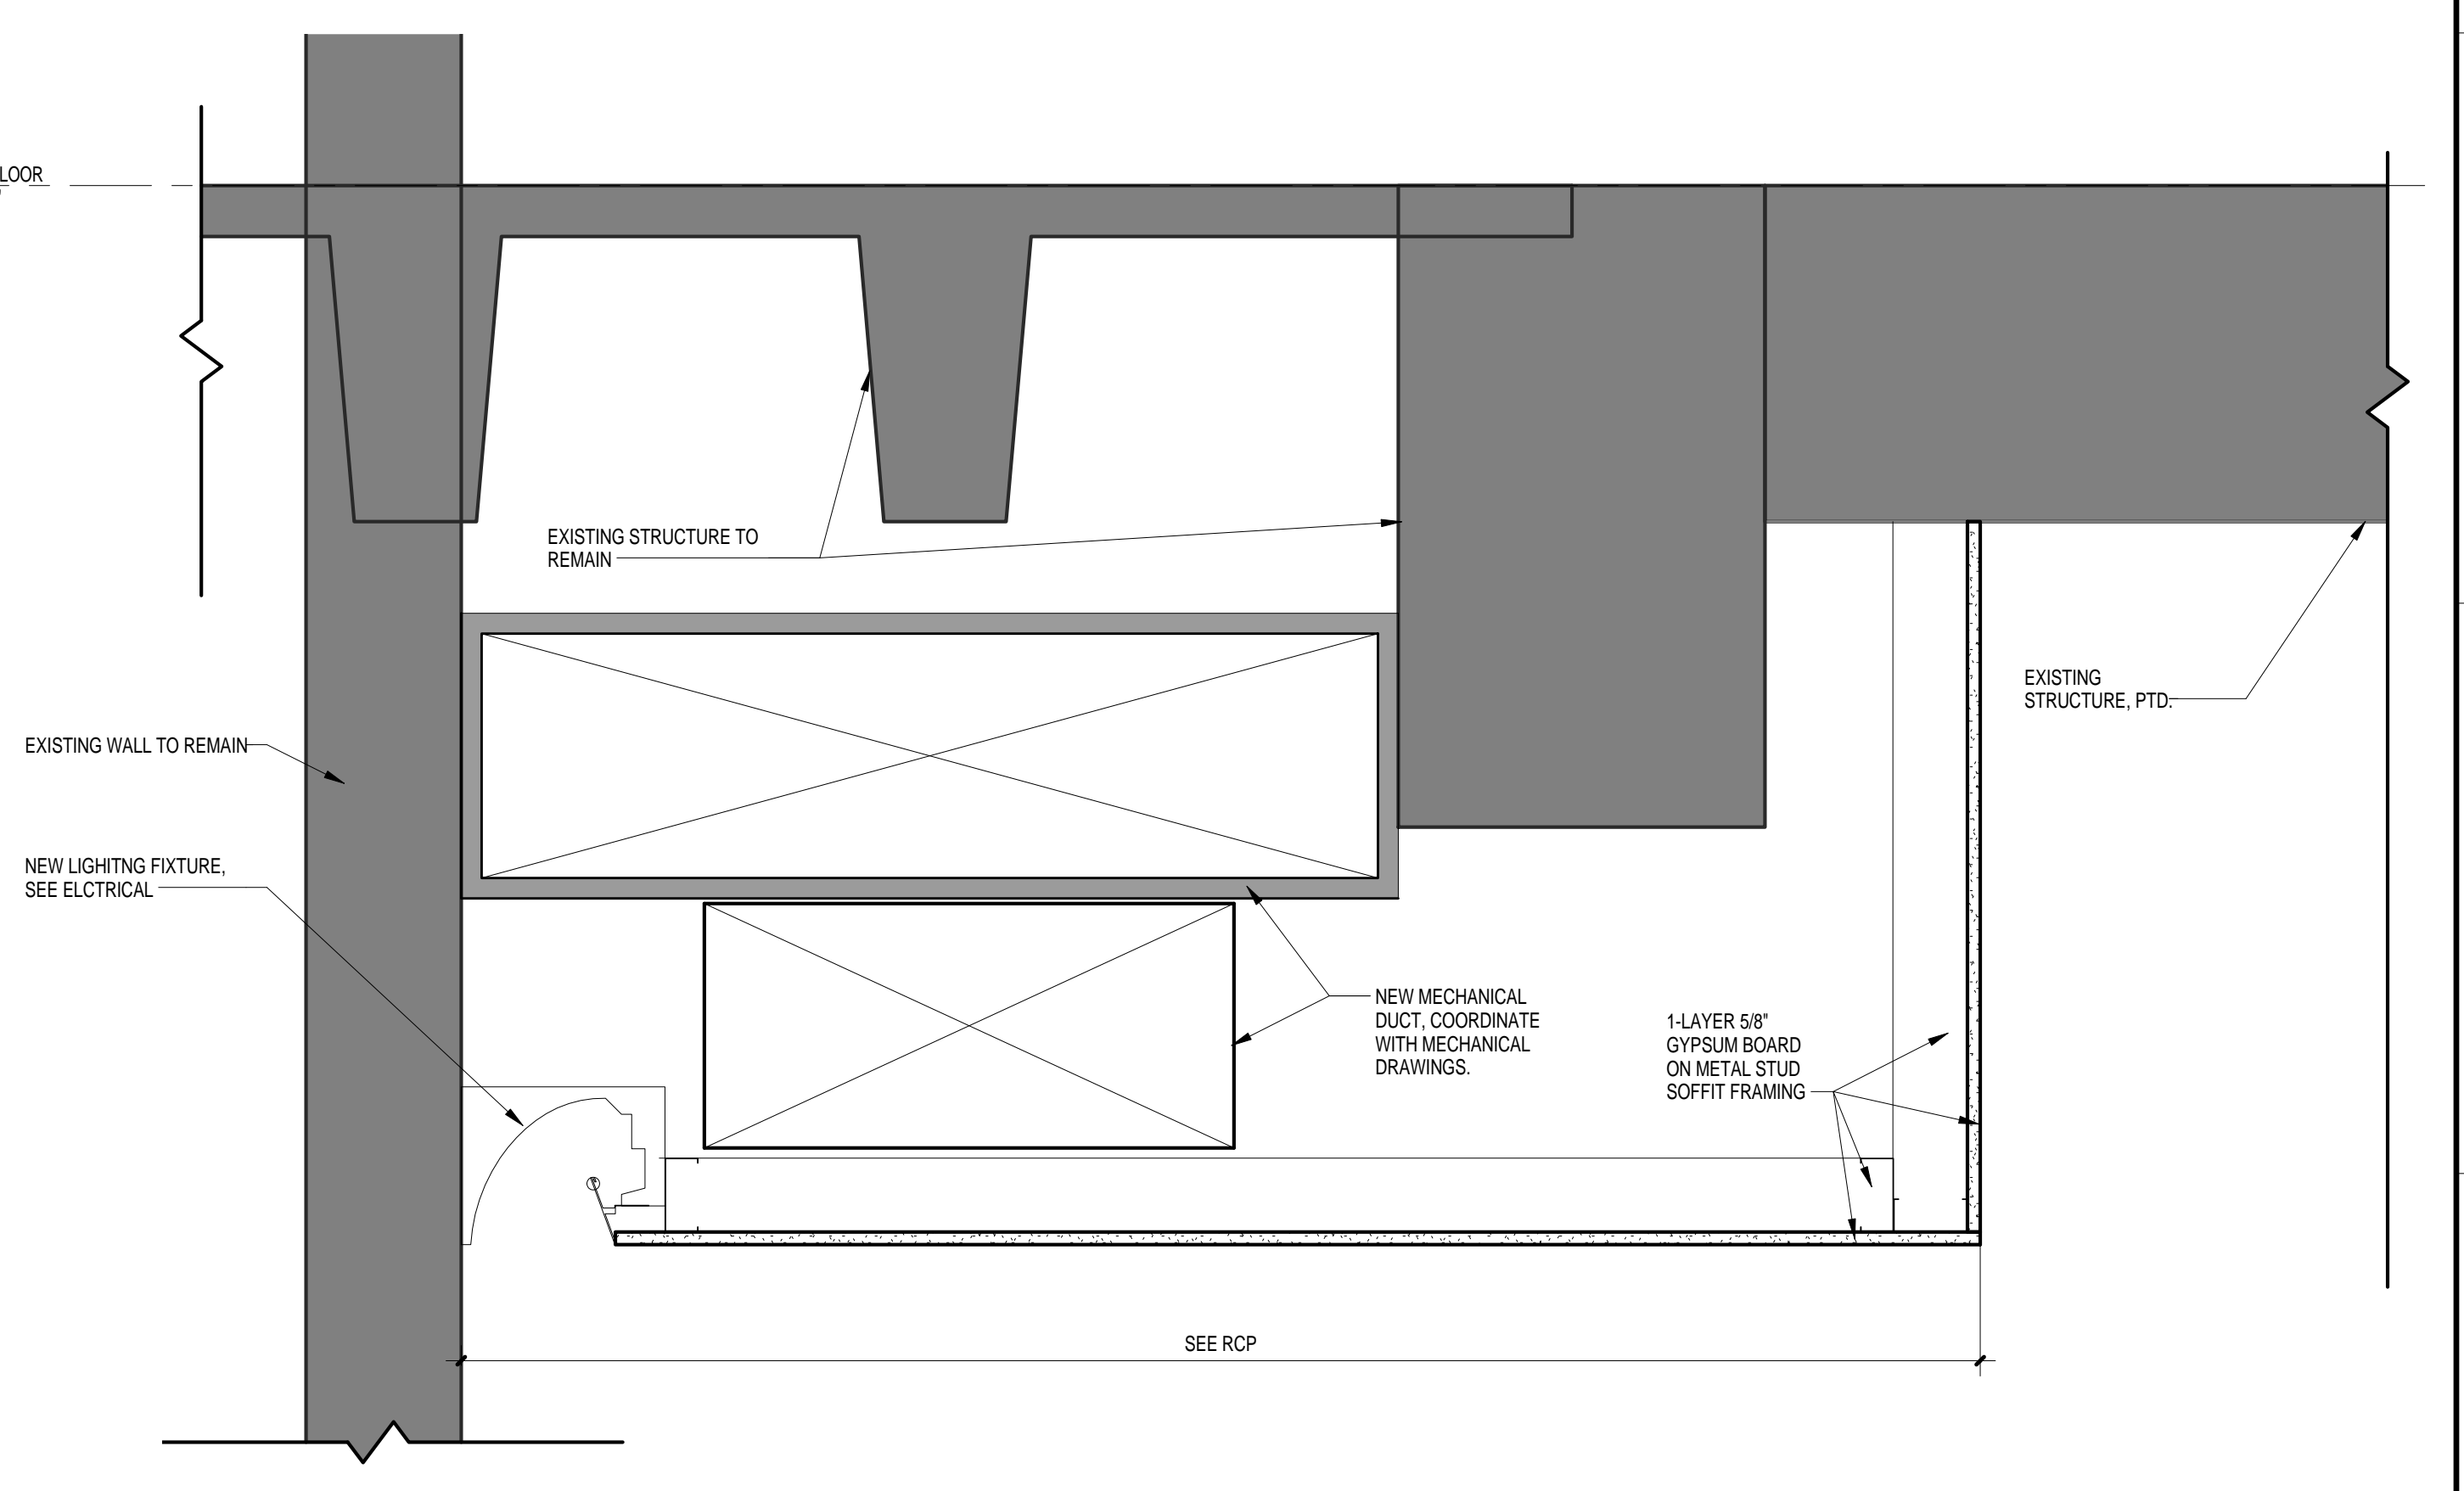 LOOR
EXISTING STRUCTURE TO
REMAIN
EXISTING
STRUCTURE, PTD.
EXISTING WALL TO REMAIN
NEW LIGHITNG FIXTURE,
SEE ELCTRICAL
NEW MECHANICAL
DUCT, COORDINATE
WITH MECHANICAL
DRAWINGS.
1-LAYER 5/8"
GYPSUM BOARD
ON METAL STUD
SOFFIT FRAMING
SEE RCP